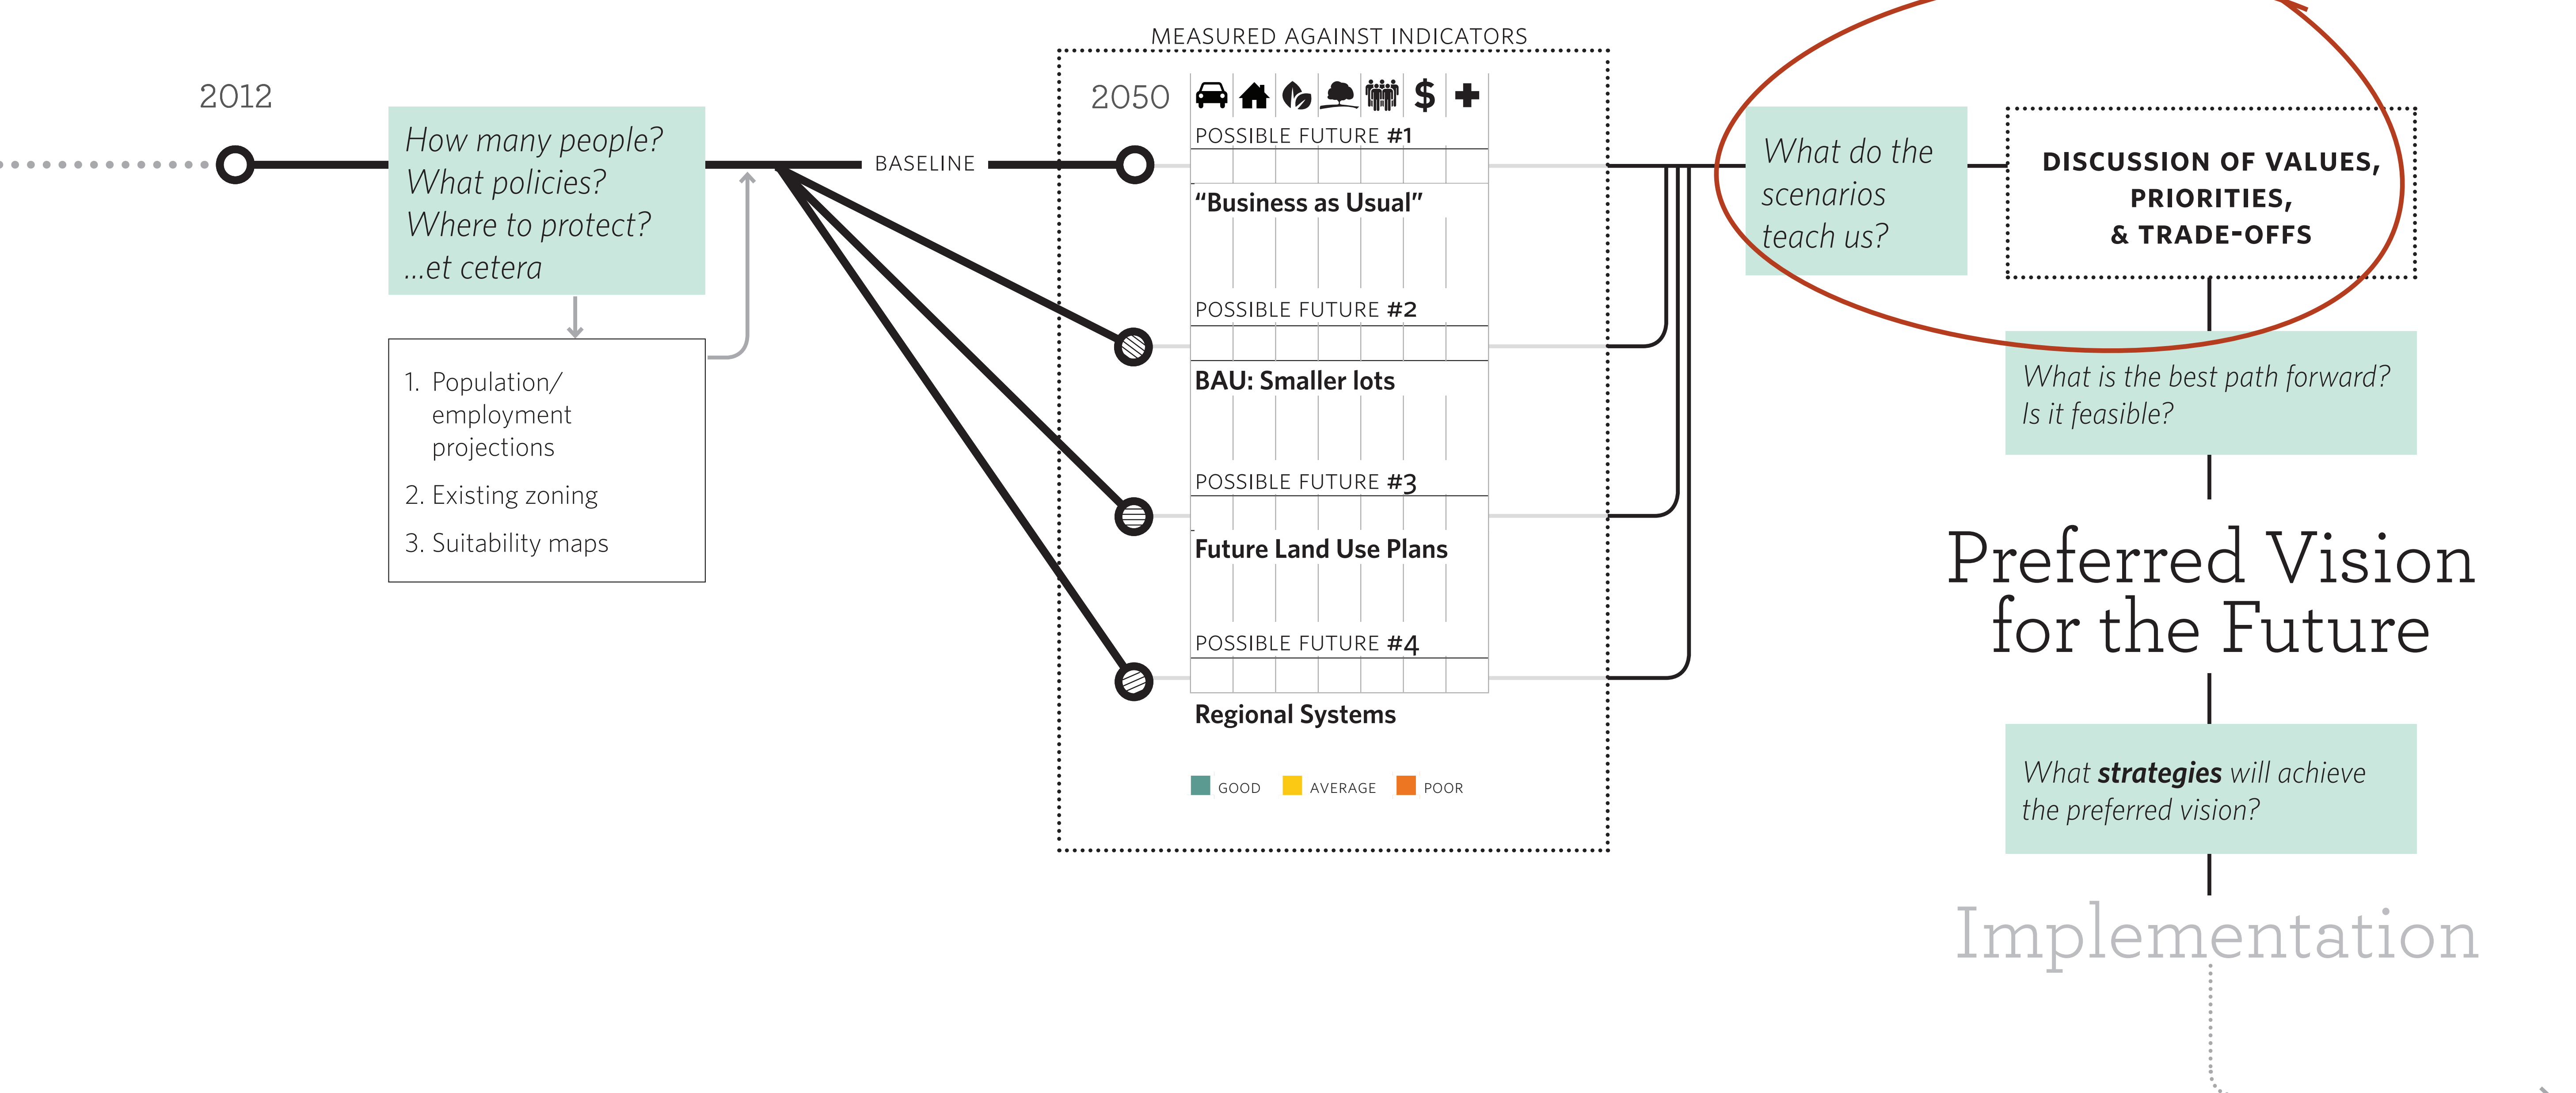 MEASURED AGAINST INDICATORS
2012
How many people?
What policies?
Where to protect?
...et cetera
1. Population/
employment
projections
2. Existing zoning
3. Suitability maps
BASELINE
2050
$
POSSIBLE FUTURE #1
“Business as Usual”
POSSIBLE FUTURE #2
BAU: Smaller lots
POSSIBLE FUTURE #3
Future Land Use Plans
POSSIBLE FUTURE #4
Regional Systems
GOOD AVERAGE POOR
What do the
scenarios
teach us?
DISCUSSION OF VALUES,
PRIORITIES,
& TRADE-OFFS
What is the best path forward?
Is it feasible?
Preferred Vision
for the Future
What strategies will achieve
the preferred vision?
Implementation